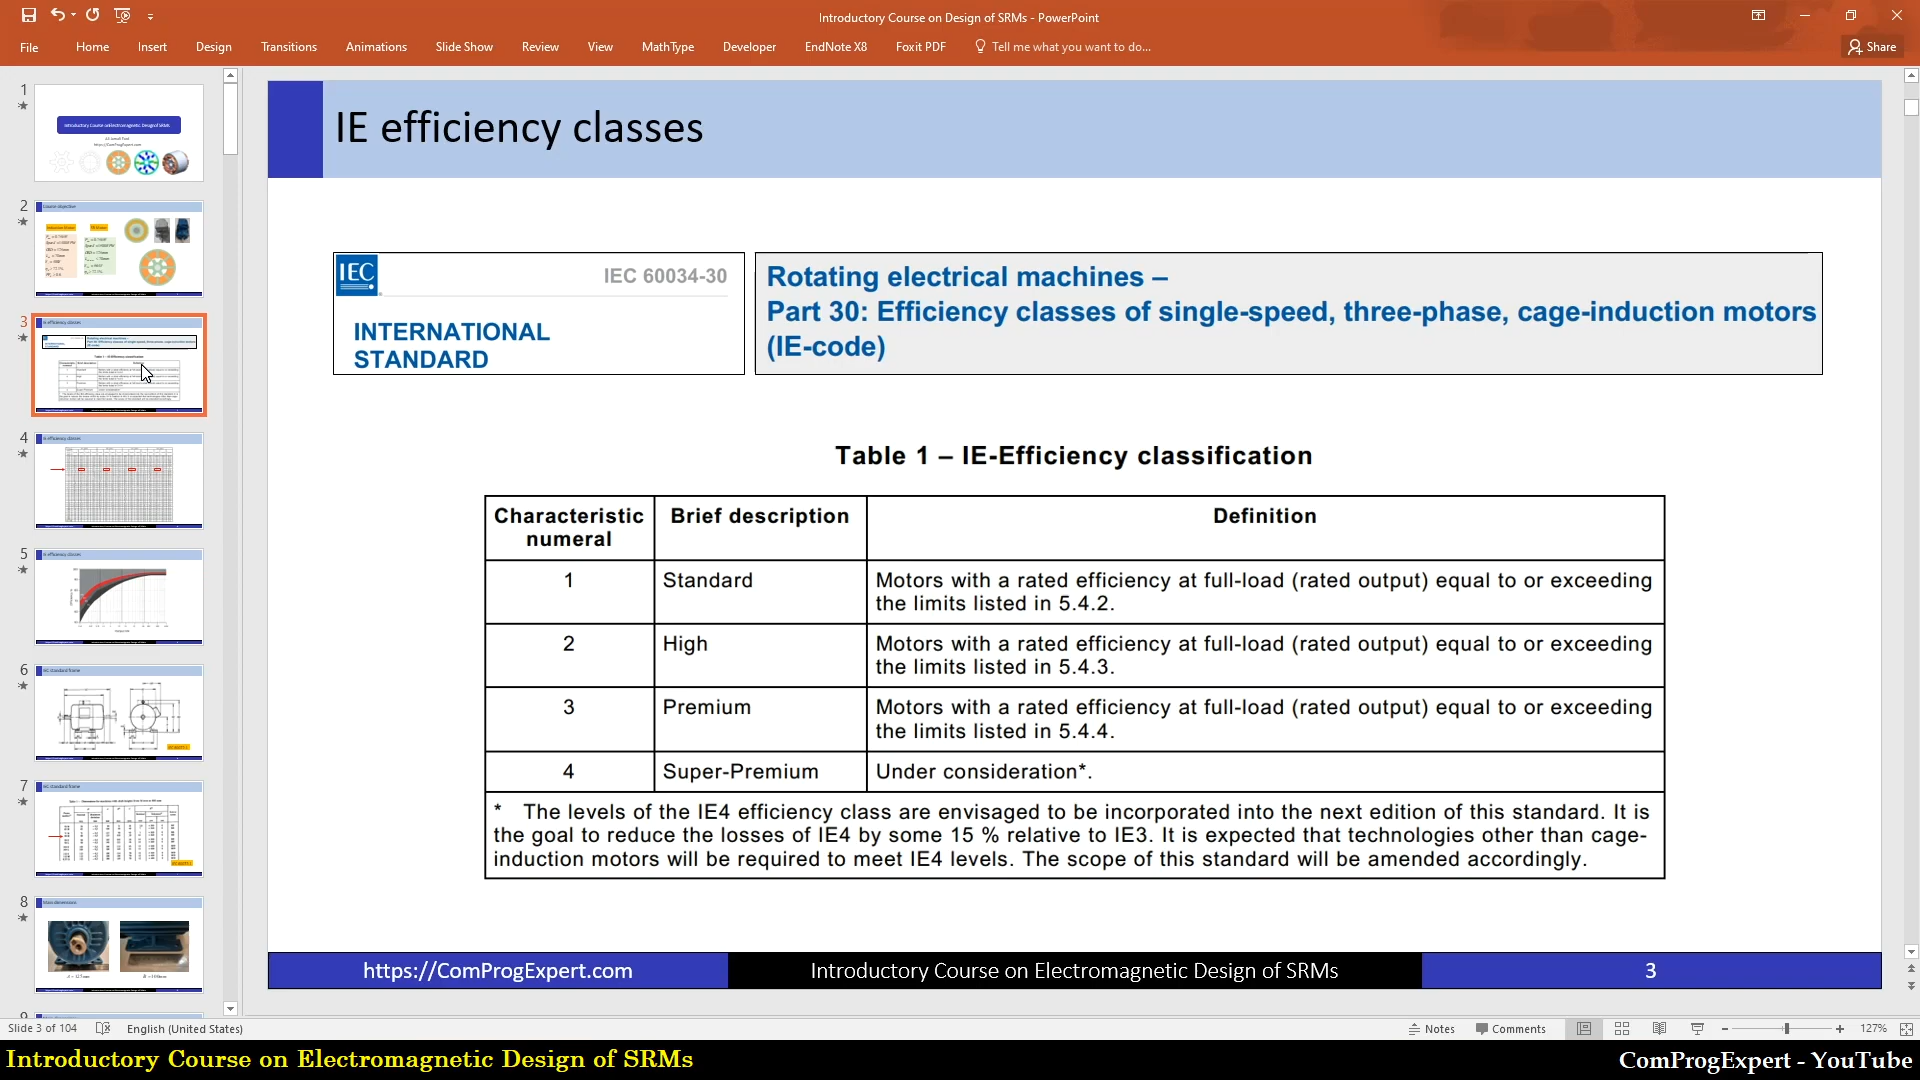 Introductory Course on Design of SRMs - PowerPoint
File Home Insert Design Transitions Animations Slide Show Review View MathType Developer EndNote X8 Foxit PDF Tell me what you want to do... Share
1
2
3
4
5
6
7
8
IE efficiency classes
IEC
IEC 60034-30
INTERNATIONAL
STANDARD
Rotating electrical machines –
Part 30: Efficiency classes of single-speed, three-phase, cage-induction motors
(IE-code)
Table 1 – IE-Efficiency classification
Characteristic
numeral
Brief description
Definition
1
Standard
Motors with a rated efficiency at full-load (rated output) equal to or exceeding
the limits listed in 5.4.2.
2
High
Motors with a rated efficiency at full-load (rated output) equal to or exceeding
the limits listed in 5.4.3.
3
Premium
Motors with a rated efficiency at full-load (rated output) equal to or exceeding
the limits listed in 5.4.4.
4
Super-Premium
Under consideration*.
* The levels of the IE4 efficiency class are envisaged to be incorporated into the next edition of this standard. It is
the goal to reduce the losses of IE4 by some 15 % relative to IE3. It is expected that technologies other than cage-
induction motors will be required to meet IE4 levels. The scope of this standard will be amended accordingly.
https://ComProgExpert.com
Introductory Course on Electromagnetic Design of SRMs
3
Slide 3 of 104
English (United States)
Notes
Comments
127%
Introductory Course on Electromagnetic Design of SRMs
ComProgExpert - YouTube